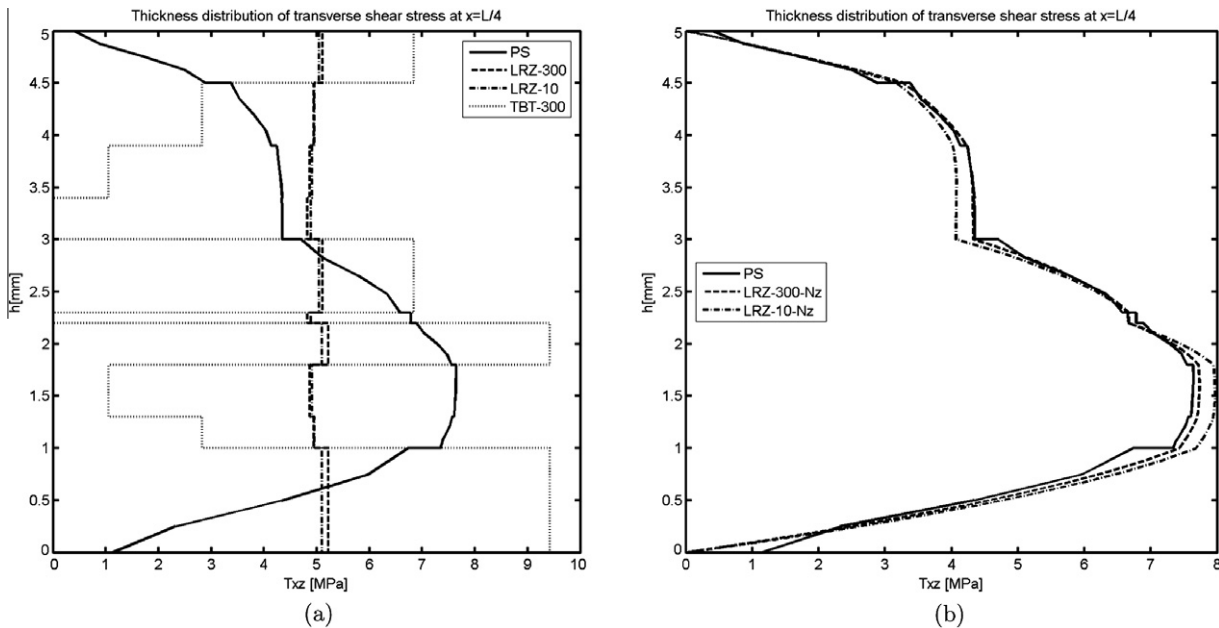 Thickness distribution of transverse shear stress at x=L/4
5
4.5
4
3.5
3
2.5
2
1.5
1
0.5
0
h[mm]
PS
LRZ-300
LRZ-10
TBT-300
0 1 2 3 4 5 6 7 8 9 10
Txz [MPa]
(a)
Thickness distribution of transverse shear stress at x=L/4
5
4.5
4
3.5
3
2.5
2
1.5
1
0.5
0
h[mm]
PS
LRZ-300-Nz
LRZ-10-Nz
0 1 2 3 4 5 6 7 8
Txz [MPa]
(b)